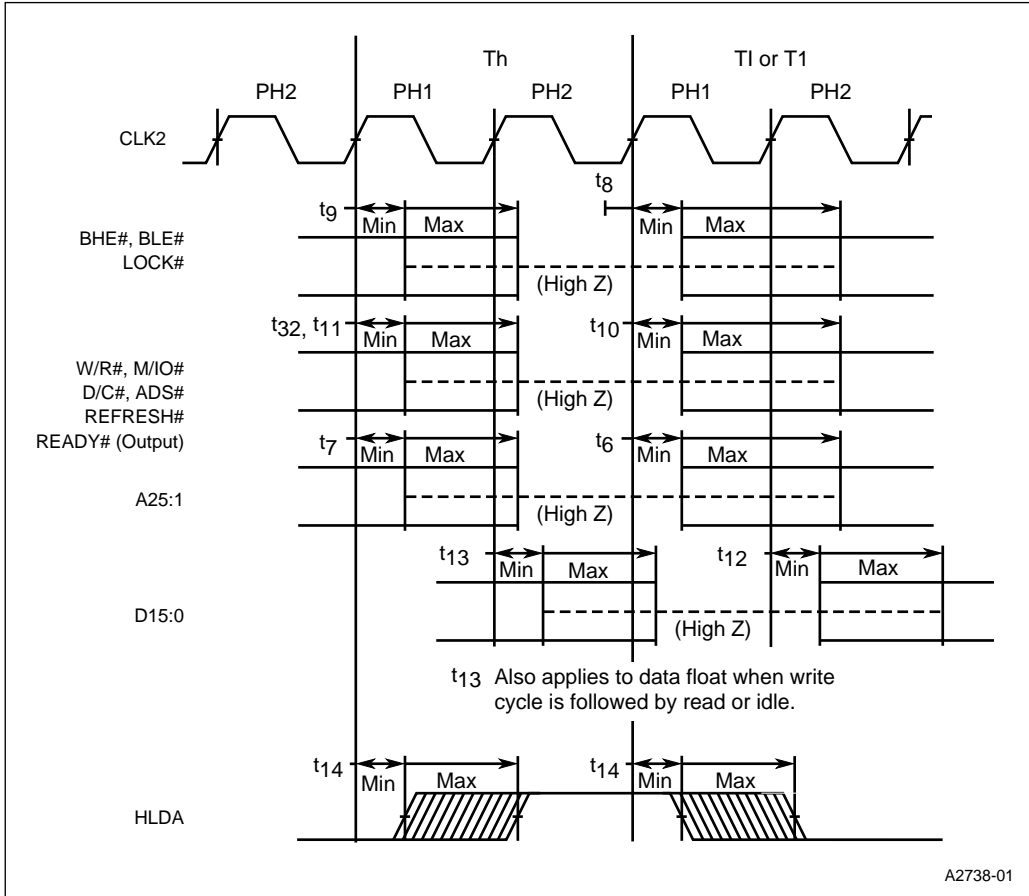 Th
TI or T1
PH2
PH1
PH2
PH1
PH2
CLK2
t9
Min
Max
t8
Min
Max
BHE#, BLE#
LOCK#
(High Z)
t32, t11
Min
Max
t10
Min
Max
W/R#, M/IO#
D/C#, ADS#
REFRESH#
READY# (Output)
(High Z)
t7
Min
Max
t6
Min
Max
A25:1
(High Z)
t13
Min
Max
t12
Min
Max
D15:0
(High Z)
t13 Also applies to data float when write
cycle is followed by read or idle.
t14
Min
Max
t14
Min
Max
HLDA
A2738-01